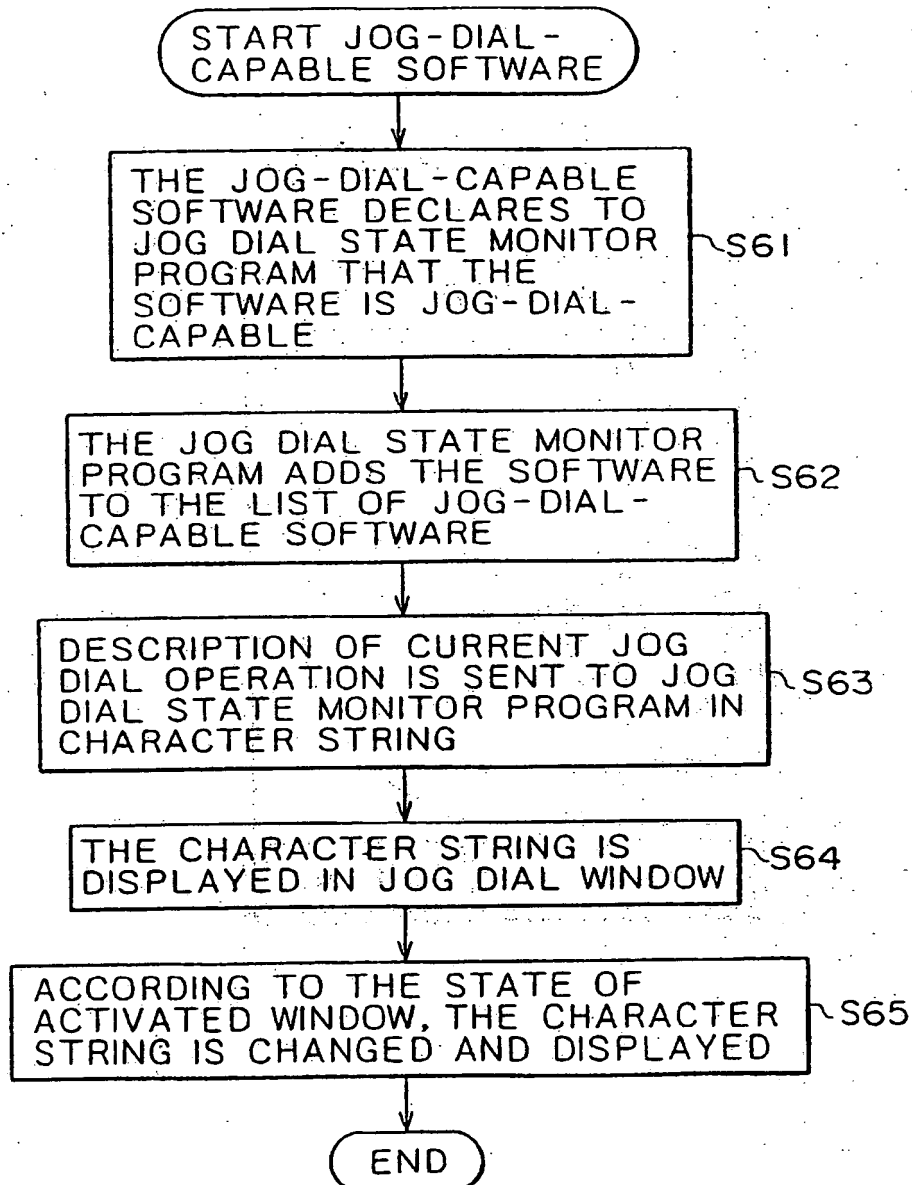 START JOG-DIAL-
CAPABLE SOFTWARE
THE JOG-DIAL-CAPABLE
SOFTWARE DECLARES TO
JOG DIAL STATE MONITOR
PROGRAM THAT THE
SOFTWARE IS JOG-DIAL-
CAPABLE
S61
THE JOG DIAL STATE MONITOR
PROGRAM ADDS THE SOFTWARE
TO THE LIST OF JOG-DIAL-
CAPABLE SOFTWARE
S62
DESCRIPTION OF CURRENT JOG
DIAL OPERATION IS SENT TO JOG
DIAL STATE MONITOR PROGRAM IN
CHARACTER STRING
S63
THE CHARACTER STRING IS
DISPLAYED IN JOG DIAL WINDOW
S64
ACCORDING TO THE STATE OF
ACTIVATED WINDOW, THE CHARACTER
STRING IS CHANGED AND DISPLAYED
S65
END